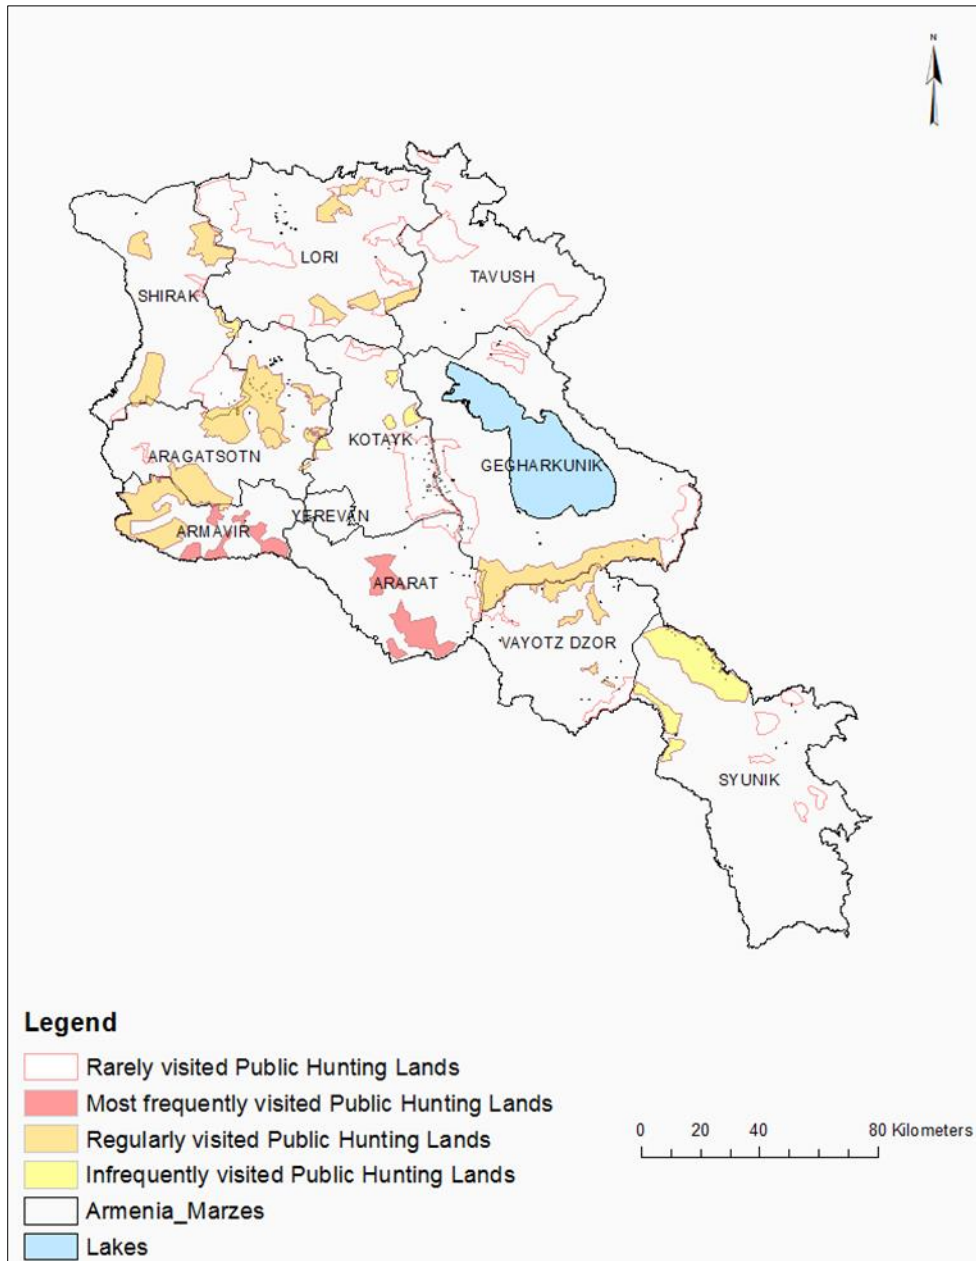 N
LORI
TAVUSH
SHIRAK
KOTAYK
ARAGATSOTN
GEGHARKUNIK
YEREVAN
ARMAVIR
ARARAT
VAYOTZ DZOR
SYUNIK
Legend
Rarely visited Public Hunting Lands
Most frequently visited Public Hunting Lands
Regularly visited Public Hunting Lands
Infrequently visited Public Hunting Lands
Armenia_Marzes
Lakes
0 20 40 80 Kilometers